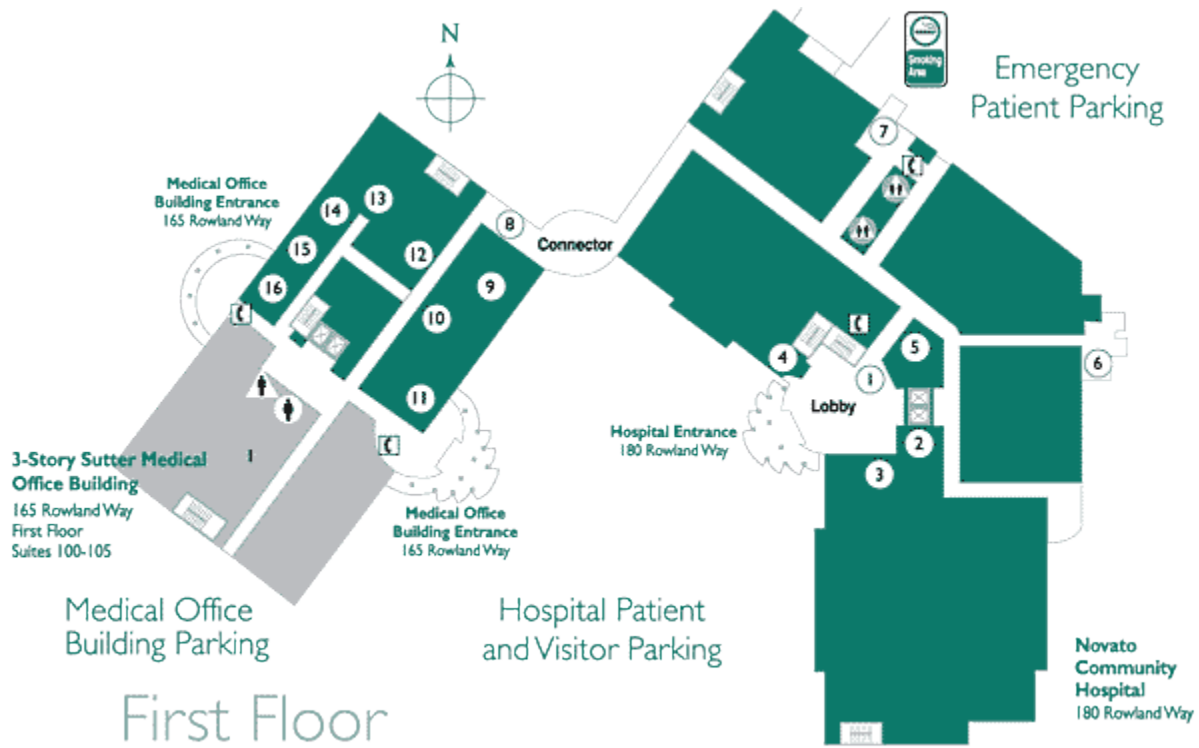 N
Smoking
Area
Emergency
Patient Parking
7
Medical Office
Building Entrance
165 Rowland Way
14
13
8
Connector
15
12
16
9
10
11
5
4
1
6
Lobby
Hospital Entrance
180 Rowland Way
2
3
1
3-Story Sutter Medical
Office Building
165 Rowland Way
First Floor
Suites 100-105
Medical Office
Building Entrance
165 Rowland Way
Medical Office
Building Parking
Hospital Patient
and Visitor Parking
Novato
Community
Hospital
180 Rowland Way
First Floor